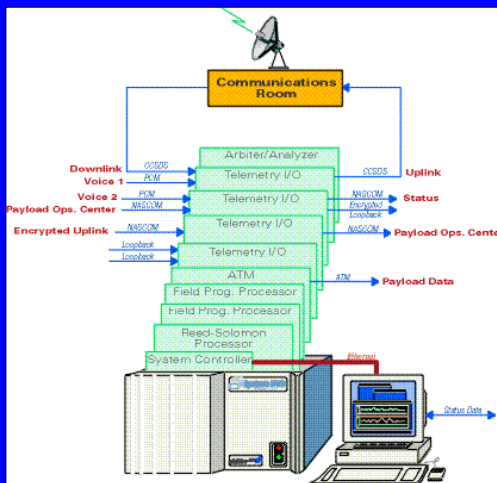 Communications
Room
Arbiter/Analyzer
Downlink
CCSDS
Telemetry I/O
CCSDS
Uplink
Voice 1
PCM
Voice 2
PCM
Telemetry I/O
NASCOM
Status
Payload Ops. Center
NASCOM
Encrypted
Loopback
Telemetry I/O
Encrypted Uplink
NASCOM
NASCOM
Payload Ops. Cente
Loopback
Loopback
Telemetry I/O
ATM
ATM
Payload Data
Field Prog. Processor
Field Prog. Processor
Reed-Solomon
Processor
System Controller
Ethernet
Status Data